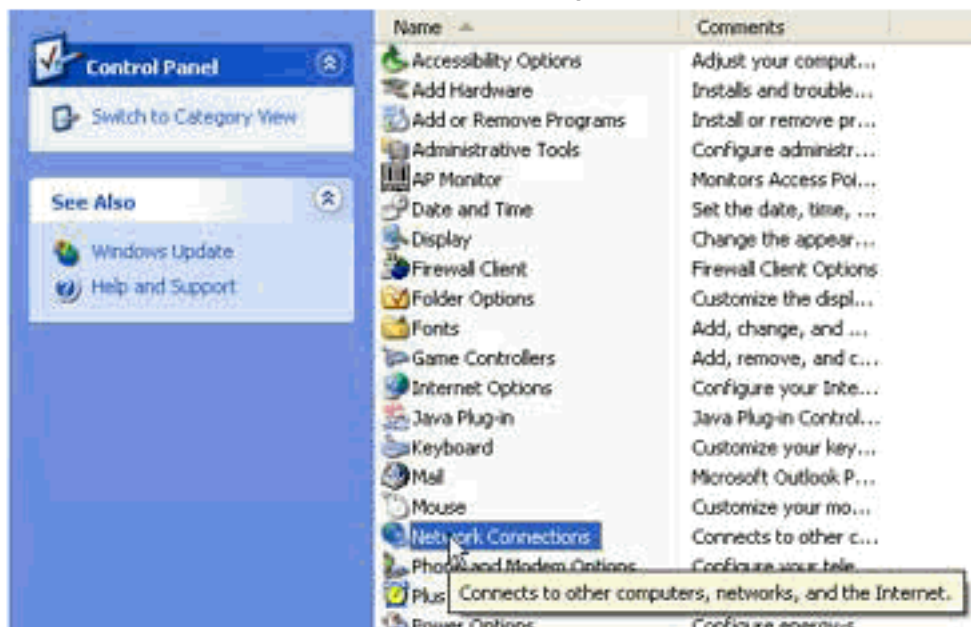 Name Comments
Control Panel
Switch to Category View
See Also
Windows Update
Help and Support
Accessibility Options Adjust your comput...
Add Hardware Installs and trouble...
Add or Remove Programs Install or remove pr...
Administrative Tools Configure administr...
AP Monitor Monitors Access Poi...
Date and Time Set the date, time, ...
Display Change the appear...
Firewall Client Firewall Client Options
Folder Options Customize the displ...
Fonts Add, change, and ...
Game Controllers Add, remove, and c...
Internet Options Configure your Inte...
Java Plug-in Java Plug-in Control...
Keyboard Customize your key...
Mail Microsoft Outlook P...
Mouse Customize your mo...
Network Connections Connects to other c...
Phone and Modem Options Configure your tele...
Plus
Connects to other computers, networks, and the Internet.
Power Options